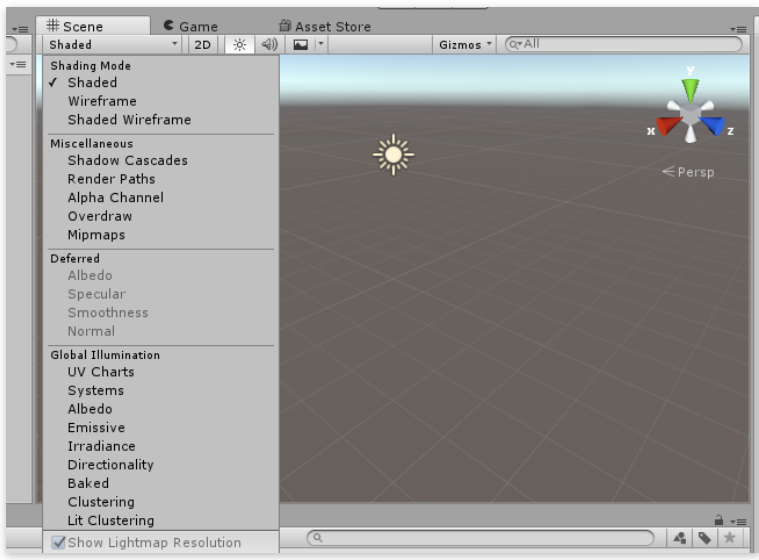 Scene
Game
Asset Store
Shaded
2D
Gizmos
All
Shading Mode
Shaded
Wireframe
Shaded Wireframe
Miscellaneous
Shadow Cascades
Render Paths
Alpha Channel
Overdraw
Mipmaps
Deferred
Albedo
Specular
Smoothness
Normal
Global Illumination
UV Charts
Systems
Albedo
Emissive
Irradiance
Directionality
Baked
Clustering
Lit Clustering
Show Lightmap Resolution
y
x
z
Persp